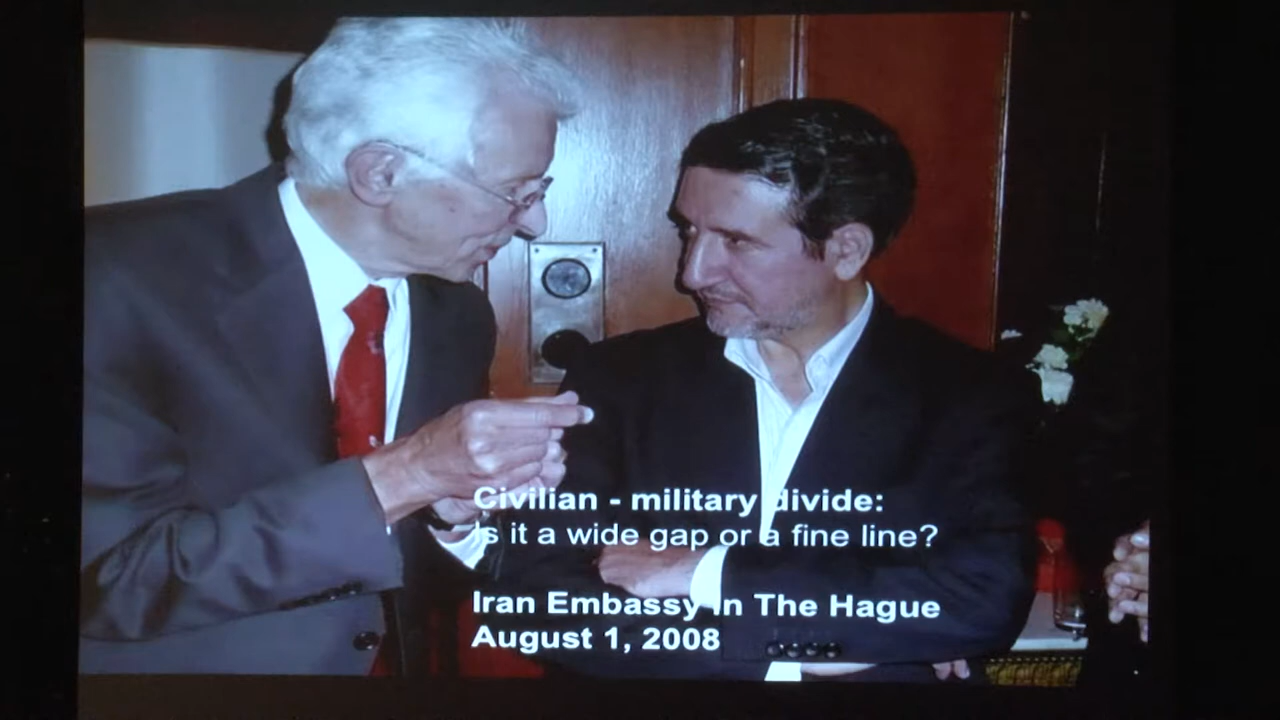 Civilian - military divide:
Is it a wide gap or a fine line?
Iran Embassy in The Hague
August 1, 2008